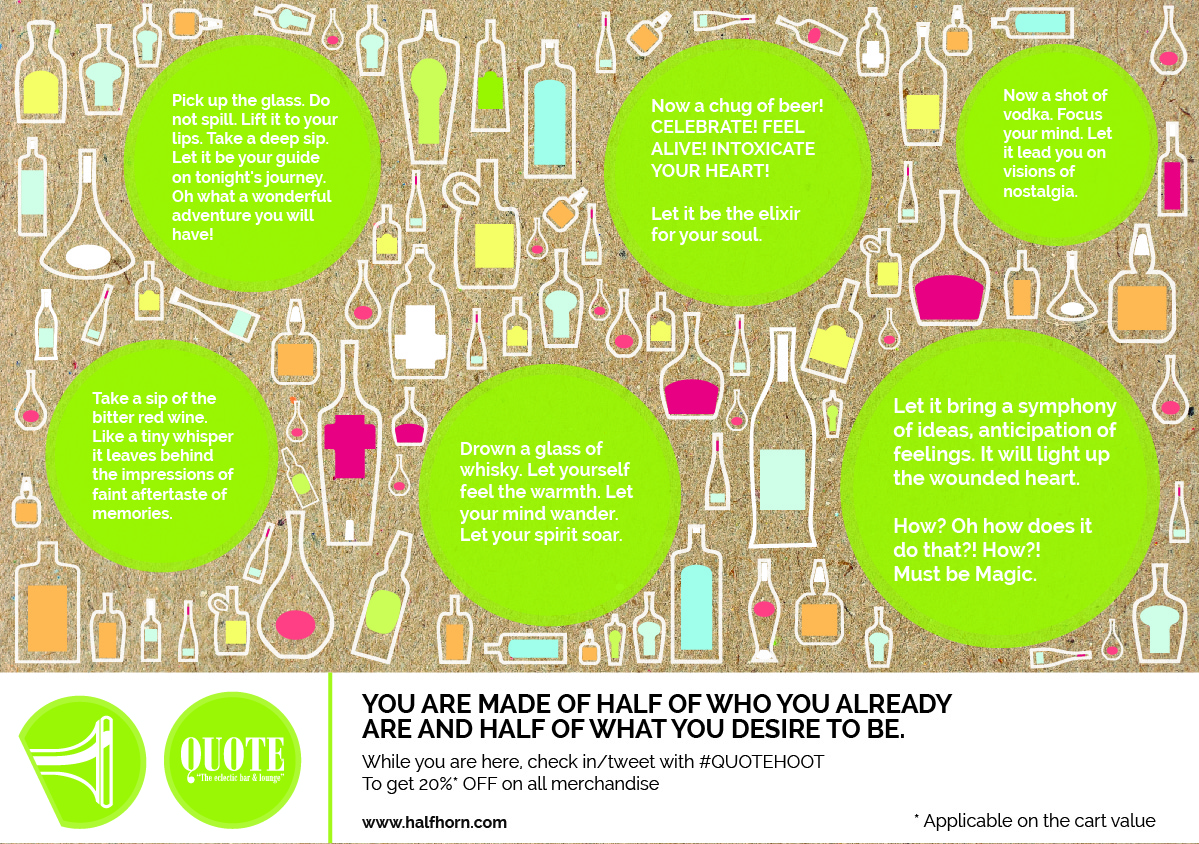 Pick up the glass. Do
not spill. Lift it to your
lips. Take a deep sip.
Let it be your guide
on tonight's journey.
Oh what a wonderful
adventure you will
have!
Now a chug of beer!
CELEBRATE! FEEL
ALIVE! INTOXICATE
YOUR HEART!
Let it be the elixir
for your soul.
Now a shot of
vodka. Focus
your mind. Let
it lead you on
visions of
nostalgia.
Take a sip of the
bitter red wine.
Like a tiny whisper
it leaves behind
the impressions of
faint aftertaste of
memories.
Drown a glass of
whisky. Let yourself
feel the warmth. Let
your mind wander.
Let your spirit soar.
Let it bring a symphony
of ideas, anticipation of
feelings. It will light up
the wounded heart.
How? Oh how does it
do that?! How?!
Must be Magic.
QUOTE
"The eclectic bar & lounge"
YOU ARE MADE OF HALF OF WHO YOU ALREADY
ARE AND HALF OF WHAT YOU DESIRE TO BE.
While you are here, check in/tweet with #QUOTEHOOT
To get 20%* OFF on all merchandise
www.halfhorn.com
* Applicable on the cart value